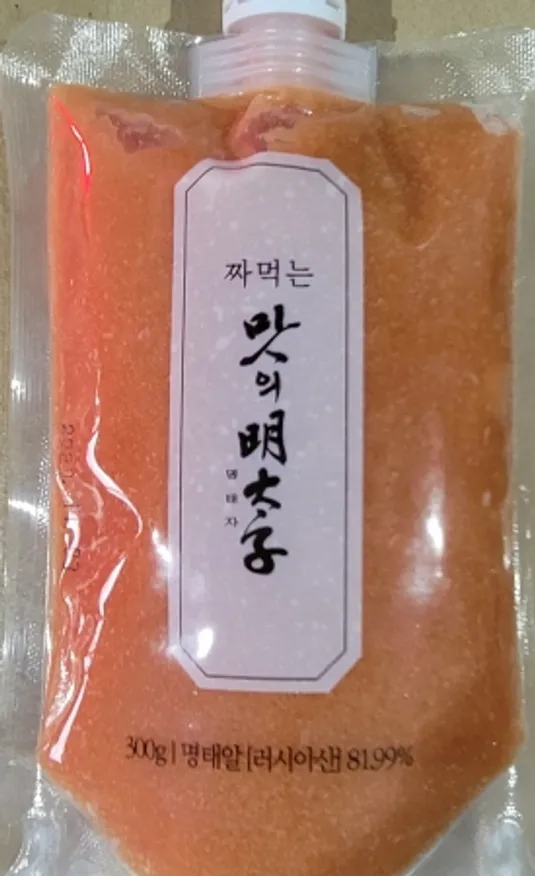 짜먹는
맛의 明太子
명태자
300g | 명태알 [러시아산] 81.99%